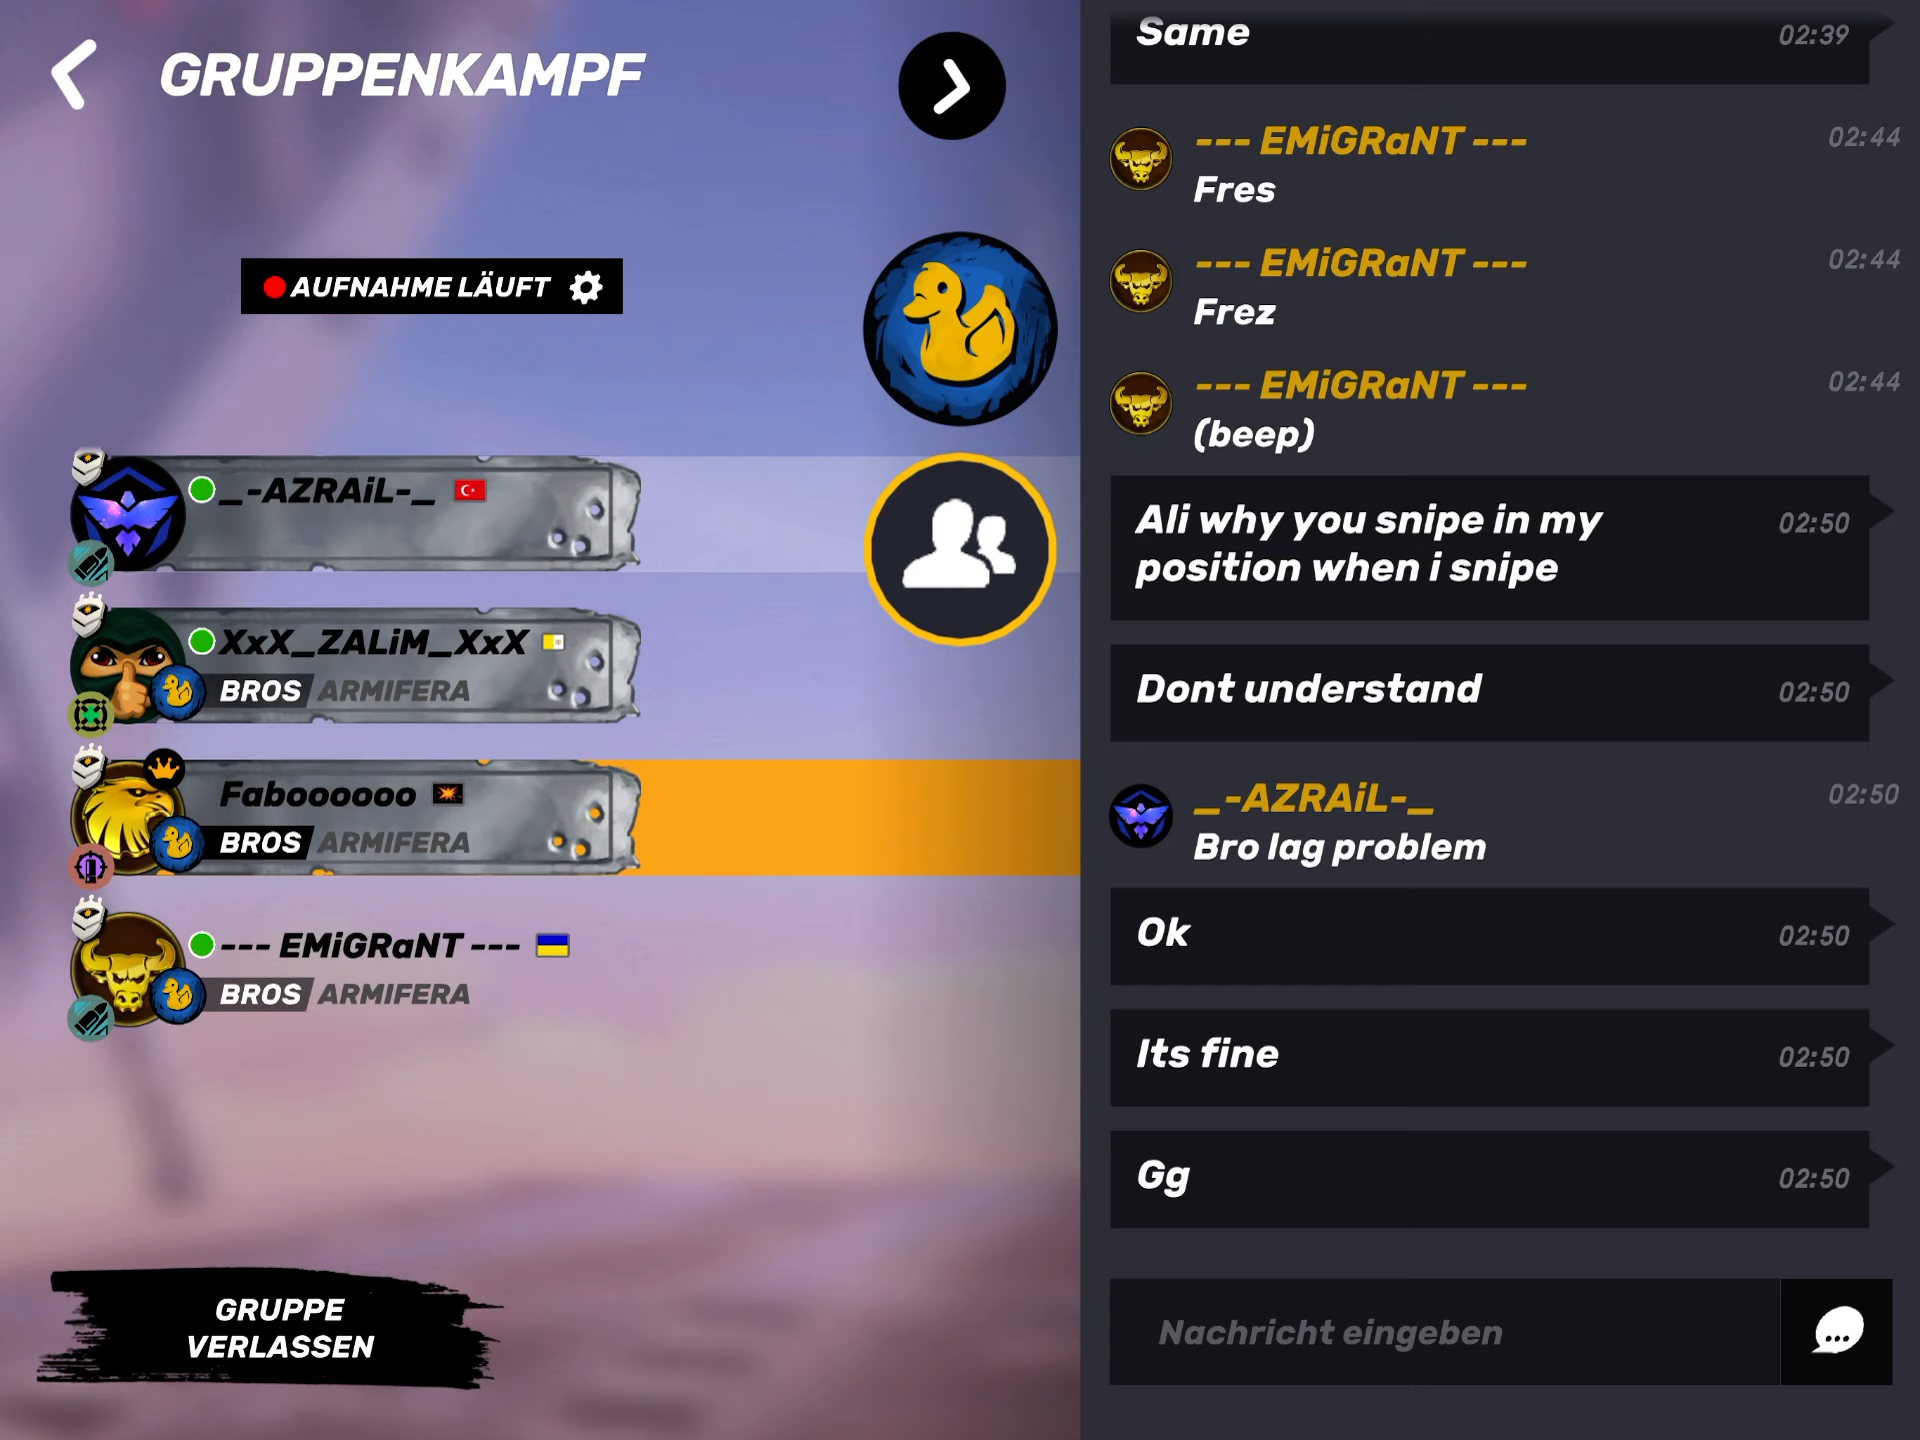 GRUPPENKAMPF
AUFNAHME LÄUFT
_-AZRAiL-_
XxX_ZALiM_XxX
BROS ARMIFERA
Faboooooo
BROS ARMIFERA
--- EMiGRaNT ---
BROS ARMIFERA
GRUPPE
VERLASSEN
Same 02:39
--- EMiGRaNT --- 02:44
Fres
--- EMiGRaNT --- 02:44
Frez
--- EMiGRaNT --- 02:44
(beep)
Ali why you snipe in my 02:50
position when i snipe
Dont understand 02:50
_-AZRAiL-_ 02:50
Bro lag problem
Ok 02:50
Its fine 02:50
Gg 02:50
Nachricht eingeben